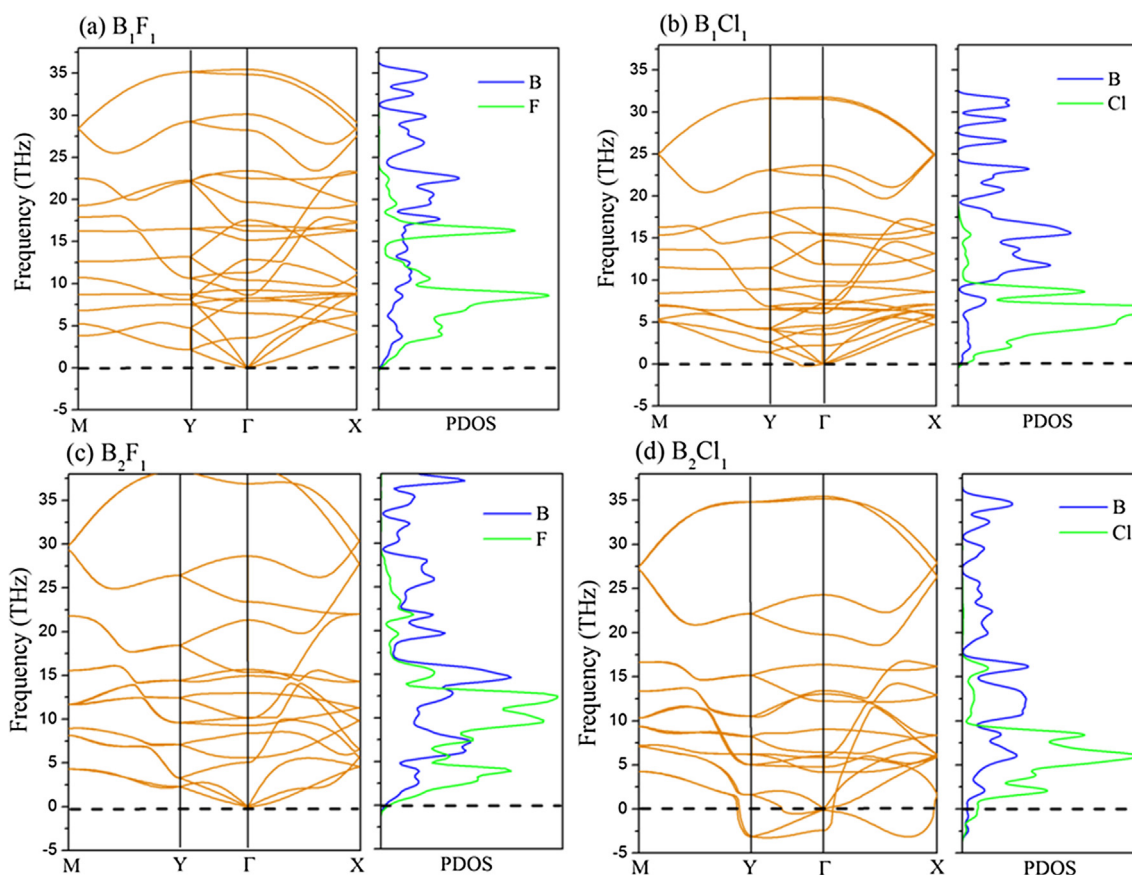 (a) B₁F₁
Frequency (THz)
35
30
25
20
15
10
5
0
-5
M Y Γ X
B
F
PDOS
(b) B₁Cl₁
Frequency (THz)
35
30
25
20
15
10
5
0
-5
M Y Γ X
B
Cl
PDOS
(c) B₂F₁
Frequency (THz)
35
30
25
20
15
10
5
0
-5
M Y Γ X
B
F
PDOS
(d) B₂Cl₁
Frequency (THz)
35
30
25
20
15
10
5
0
-5
M Y Γ X
B
Cl
PDOS